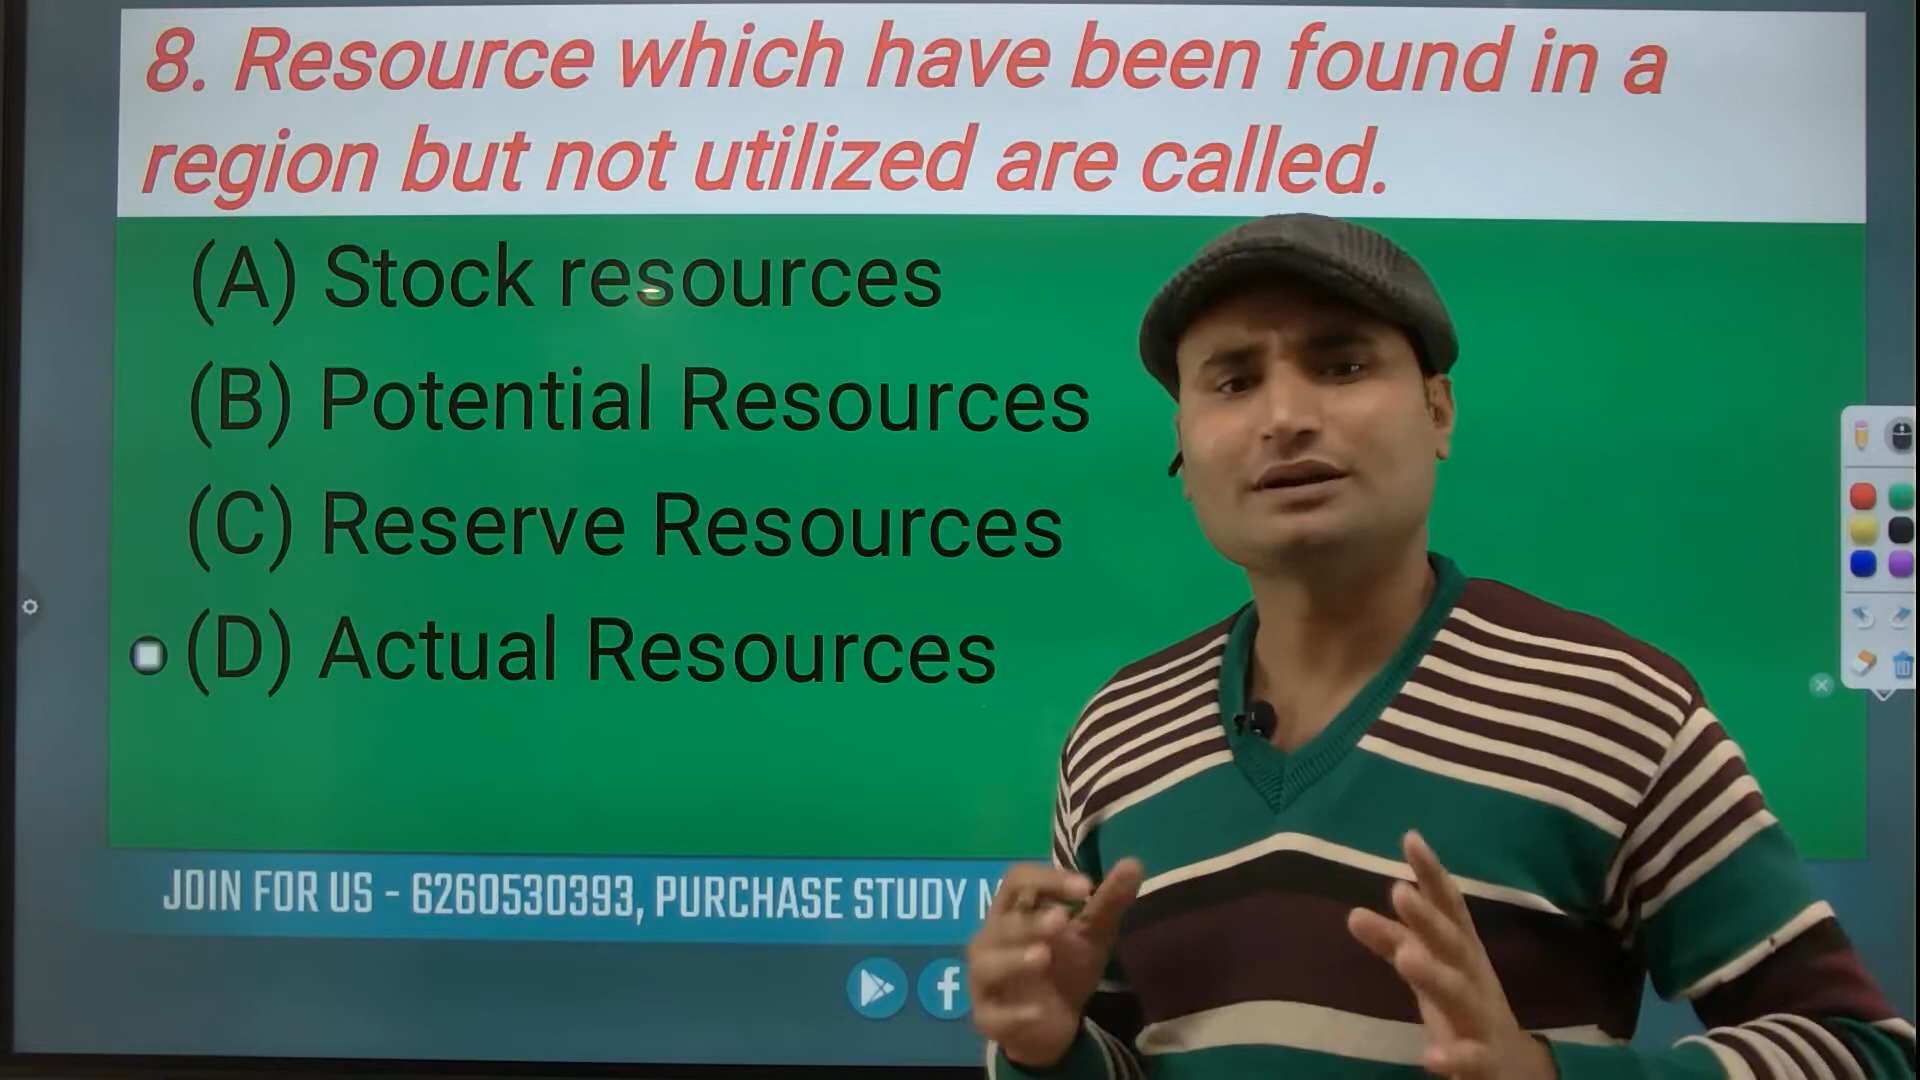 8. Resource which have been found in a
region but not utilized are called.
(A) Stock resources
(B) Potential Resources
(C) Reserve Resources
(D) Actual Resources
JOIN FOR US - 6260530393, PURCHASE STUDY